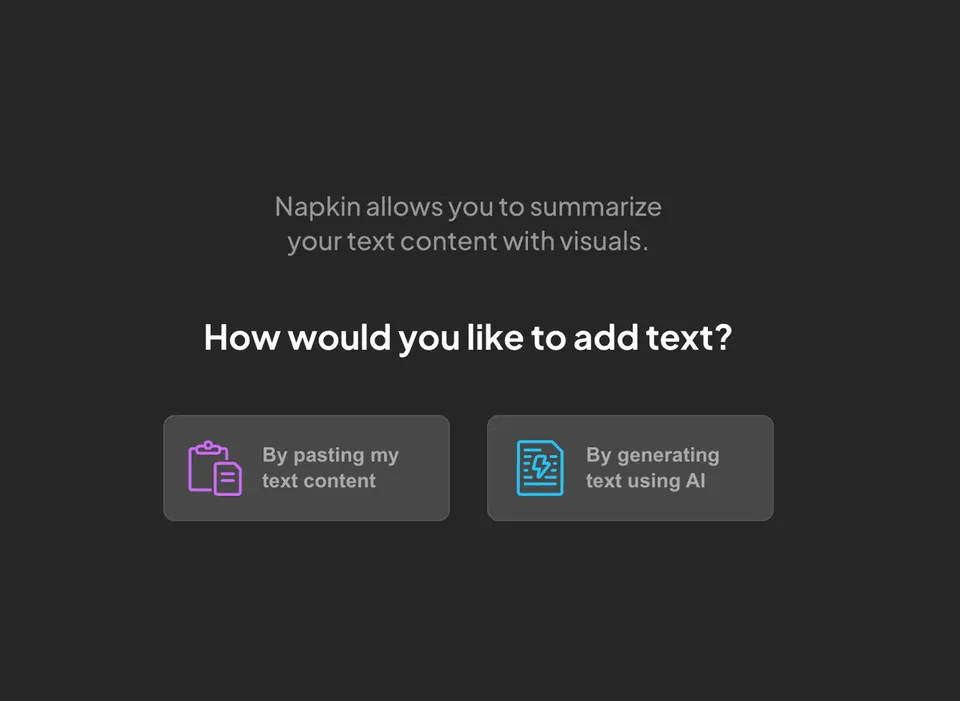 Napkin allows you to summarize
your text content with visuals.
How would you like to add text?
By pasting my
text content
By generating
text using AI